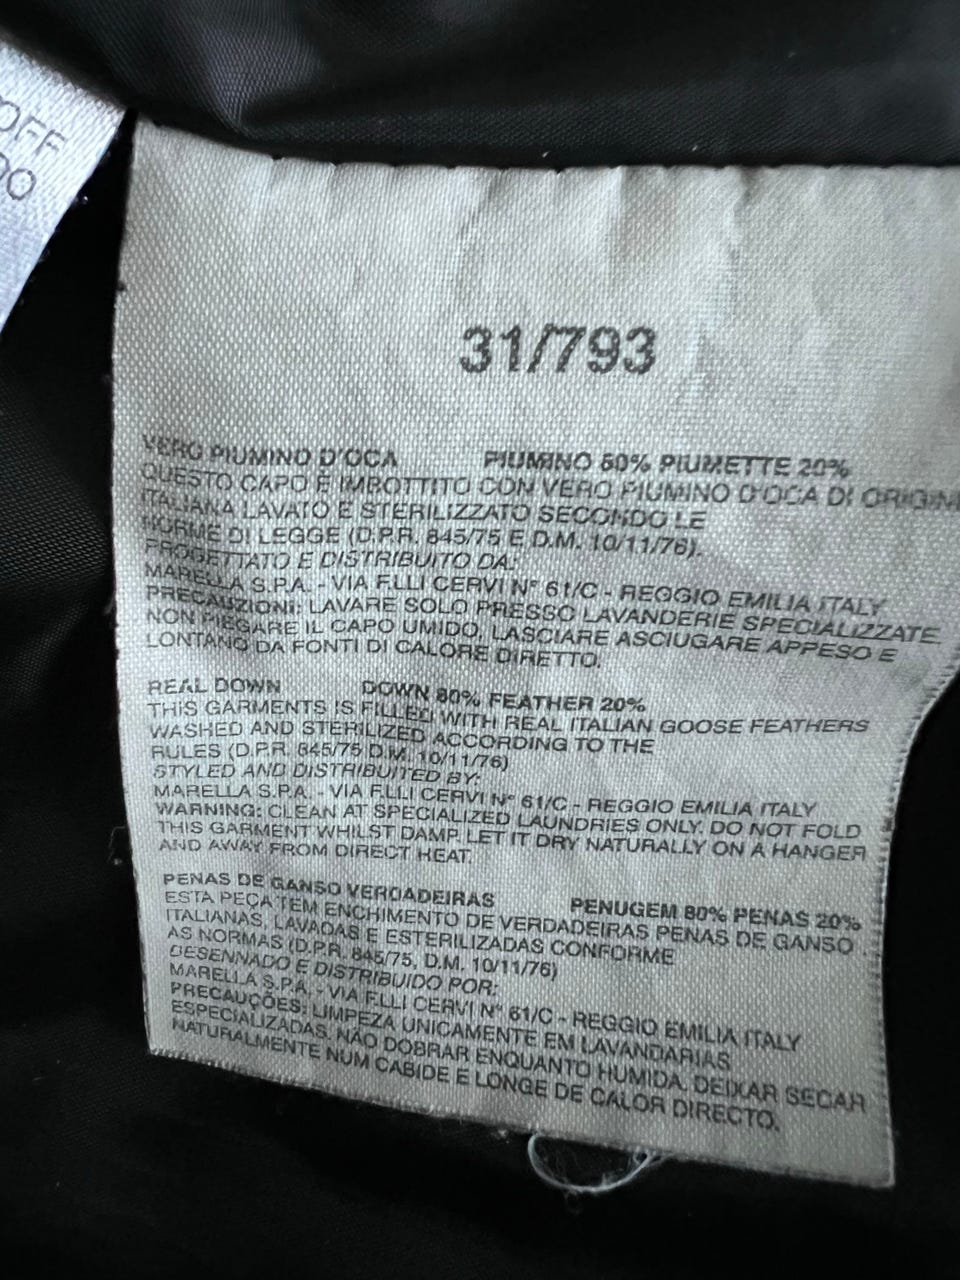 OFF
DO
31/793
VERO PIUMINO D'OCA PIUMINO 80% PIUMETTE 20%
QUESTO CAPO E IMBOTTITO CON VERO PIUMINO D'OCA DI ORIGIN
ITALIANA LAVATO E STERILIZZATO SECONDO LE
NORME DI LEGGE (D.P.R. 845/75 E D.M. 10/11/76).
PROGETTATO E DISTRIBUITO DA:
MARELLA S.P.A. - VIA F.LLI CERVI N° 61/C - REGGIO EMILIA ITALY
PRECAUZIONI: LAVARE SOLO PRESSO LAVANDERIE SPECIALIZZATE.
NON PIEGARE IL CAPO UMIDO, LASCIARE ASCIUGARE APPESO E
LONTANO DA FONTI DI CALORE DIRETTO.
REAL DOWN DOWN 80% FEATHER 20%
THIS GARMENTS IS FILLED WITH REAL ITALIAN GOOSE FEATHERS
WASHED AND STERILIZED ACCORDING TO THE
RULES (D.P.R. 845/75 D.M. 10/11/76)
STYLED AND DISTRIBUITED BY:
MARELLA S.P.A. - VIA F.LLI CERVI N° 61/C - REGGIO EMILIA ITALY
WARNING: CLEAN AT SPECIALIZED LAUNDRIES ONLY. DO NOT FOLD
THIS GARMENT WHILST DAMP, LET IT DRY NATURALLY ON A HANGER
AND AWAY FROM DIRECT HEAT.
PENAS DE GANSO VERDADEIRAS PENUGEM 80% PENAS 20%
ESTA PEÇA TEM ENCHIMENTO DE VERDADEIRAS PENAS DE GANSO
ITALIANAS, LAVADAS E ESTERILIZADAS CONFORME
AS NORMAS (D.P.R. 845/75, D.M. 10/11/76)
DESENNADO E DISTRIBUIDO POR:
MARELLA S.P.A. - VIA F.LLI CERVI N° 61/C - REGGIO EMILIA ITALY
PRECAUÇÕES: LIMPEZA UNICAMENTE EM LAVANDARIAS
ESPECIALIZADAS. NÃO DOBRAR ENQUANTO HUMIDA. DEIXAR SECAR
NATURALMENTE NUM CABIDE E LONGE DE CALOR DIRECTO.